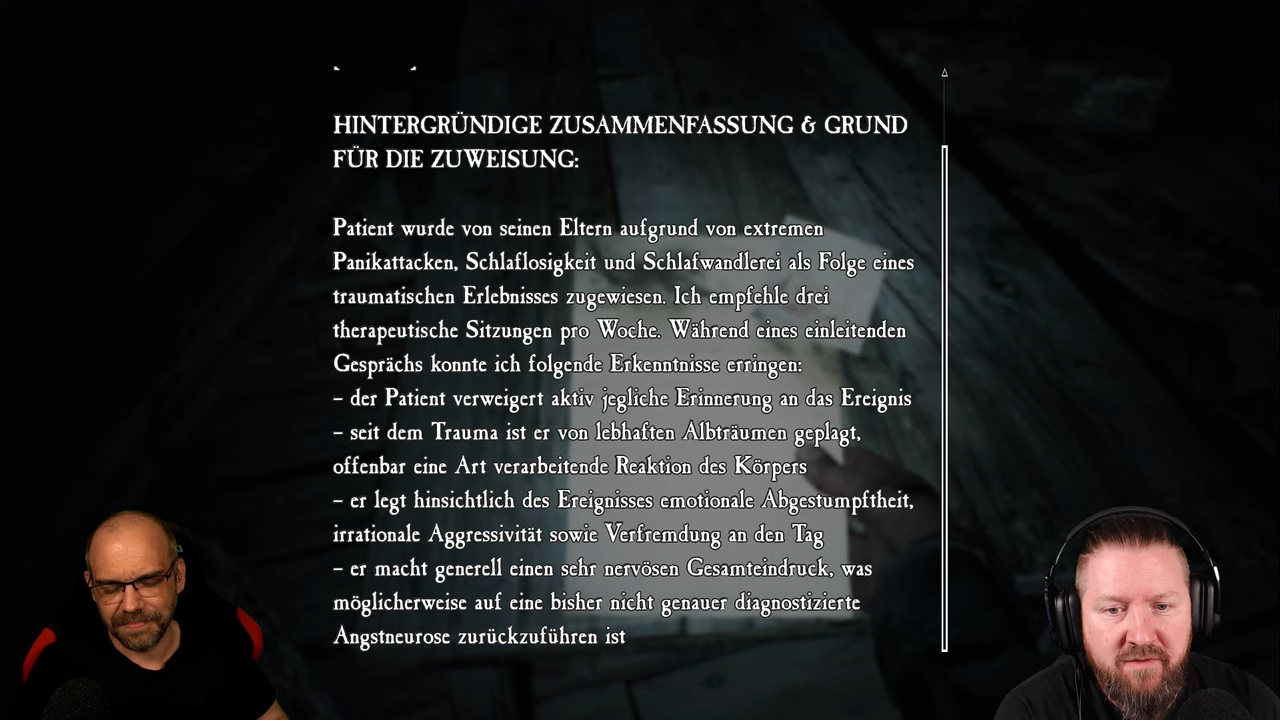 HINTERGRÜNDIGE ZUSAMMENFASSUNG & GRUND
FÜR DIE ZUWEISUNG:
Patient wurde von seinen Eltern aufgrund von extremen
Panikattacken, Schlaflosigkeit und Schlafwandlerei als Folge eines
traumatischen Erlebnisses zugewiesen. Ich empfehle drei
therapeutische Sitzungen pro Woche. Während eines einleitenden
Gesprächs konnte ich folgende Erkenntnisse erringen:
– der Patient verweigert aktiv jegliche Erinnerung an das Ereignis
– seit dem Trauma ist er von lebhaften Albträumen geplagt,
offenbar eine Art verarbeitende Reaktion des Körpers
– er legt hinsichtlich des Ereignisses emotionale Abgestumpftheit,
irrationale Aggressivität sowie Verfremdung an den Tag
– er macht generell einen sehr nervösen Gesamteindruck, was
möglicherweise auf eine bisher nicht genauer diagnostizierte
Angstneurose zurückzuführen ist